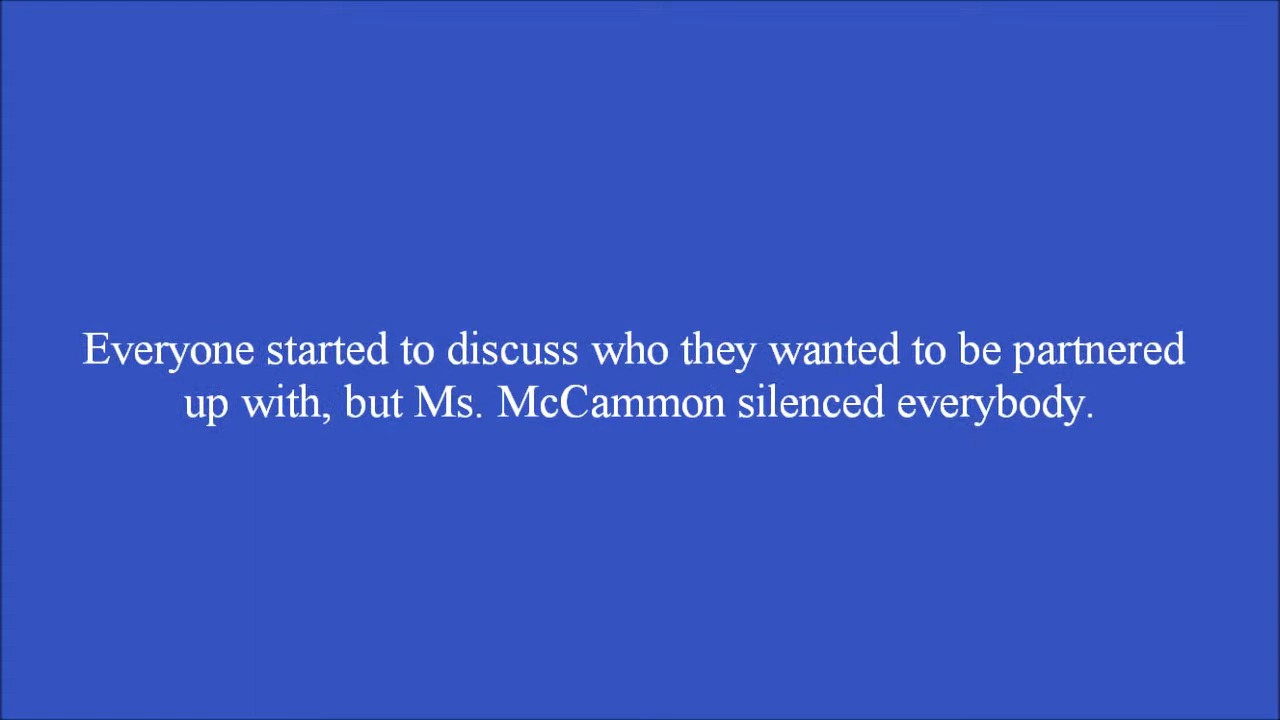 Everyone started to discuss who they wanted to be partnered
up with, but Ms. McCammon silenced everybody.